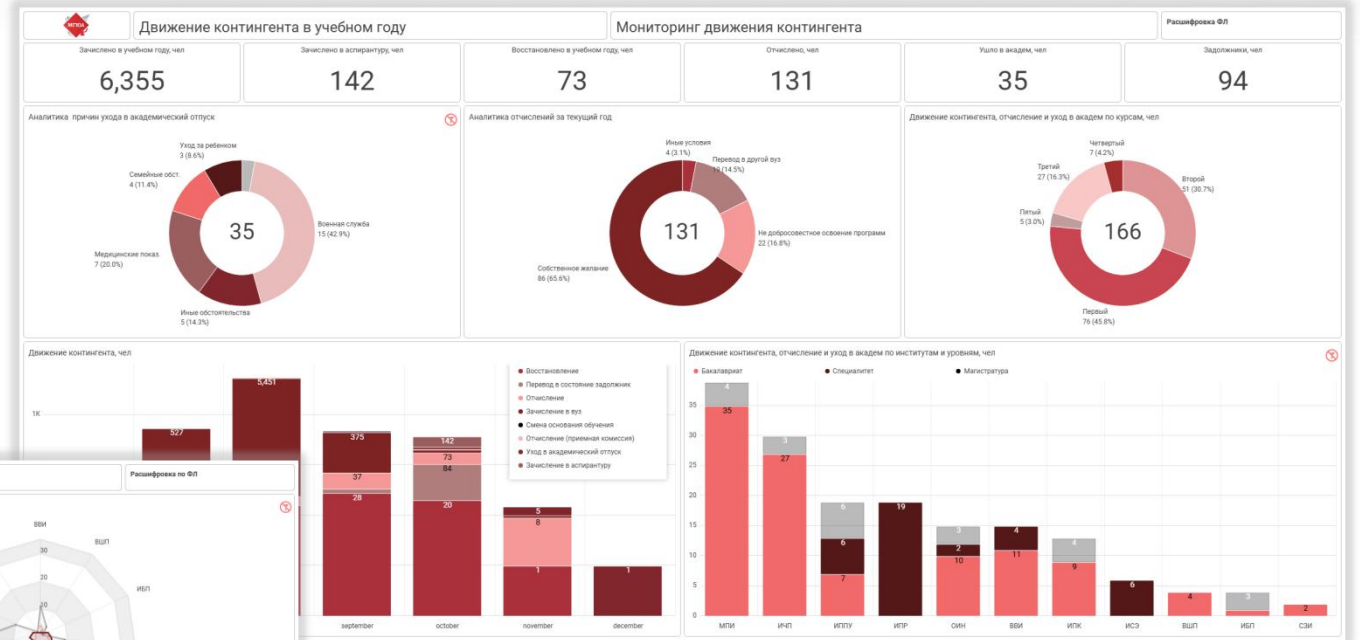 МГЮА
Движение контингента в учебном году
Мониторинг движения контингента
Расшифровка ФЛ
Зачислено в учебном году, чел
6,355
Зачислено в аспирантуру, чел
142
Восстановлено в учебном году, чел
73
Отчислено, чел
131
Ушло в академ, чел
35
Задолжники, чел
94
Аналитика причин ухода в академический отпуск
Уход за ребенком
3 (8.6%)
Семейные обст.
4 (11.4%)
Медицинские показ.
7 (20.0%)
Иные обстоятельства
5 (14.3%)
Военная служба
15 (42.9%)
35
Аналитика отчислений за текущий год
Иные условия
4 (3.1%)
Перевод в другой вуз
19 (14.5%)
Не добросовестное освоение программ
22 (16.8%)
Собственное желание
86 (65.6%)
131
Движение контингента, отчисление и уход в академ по курсам, чел
Четвертый
7 (4.2%)
Третий
27 (16.3%)
Второй
51 (30.7%)
Пятый
5 (3.0%)
Первый
76 (45.8%)
166
Движение контингента, чел
1K
527
5,451
375
37
28
142
73
84
20
5
8
1
1
september
october
november
december
Восстановление
Перевод в состояние задолжник
Отчисление
Зачисление в вуз
Смена основания обучения
Отчисление (приемная комиссия)
Уход в академический отпуск
Зачисление в аспирантуру
Движение контингента, отчисление и уход в академ по институтам и уровням, чел
Бакалавриат
Специалитет
Магистратура
35
30
25
20
15
10
5
0
4
35
3
27
6
6
7
19
3
2
10
4
11
4
9
6
4
3
2
МПИ
ИЧП
ИППУ
ИПР
ОИН
ВВИ
ИПК
ИСЭ
ВШП
ИБП
СЗИ
Расшифровка по ФЛ
ВВИ
ВШП
ИБП
30
20
10